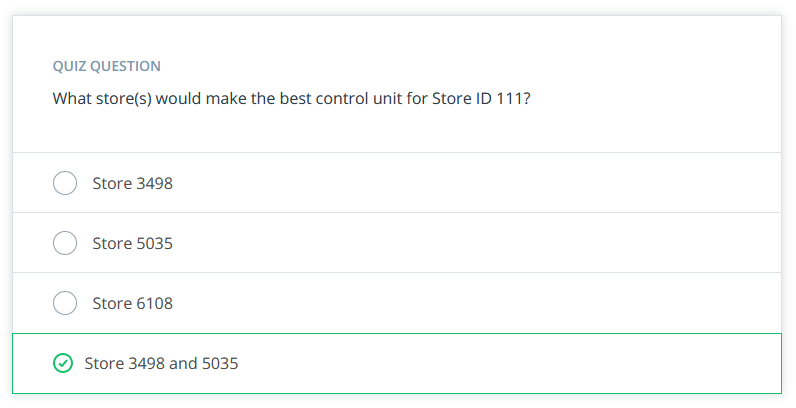 QUIZ QUESTION
What store(s) would make the best control unit for Store ID 111?
Store 3498
Store 5035
Store 6108
Store 3498 and 5035